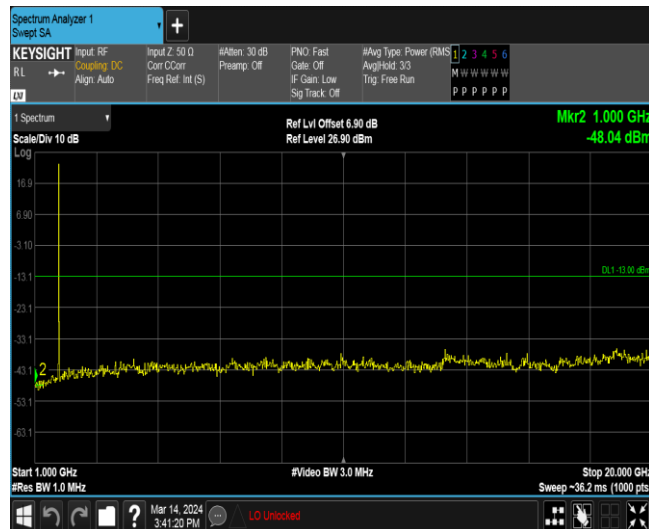 Spectrum Analyzer 1
Swept SA
+
KEYSIGHT
RL
LXI
Input: RF
Coupling: DC
Align: Auto
Input Z: 50 Ω
Corr CCorr
Freq Ref: Int (S)
#Atten: 30 dB
Preamp: Off
PNO: Fast
Gate: Off
IF Gain: Low
Sig Track: Off
#Avg Type: Power (RMS
Avg|Hold: 3/3
Trig: Free Run
1 2 3 4 5 6
M W W W W W
P P P P P P
1 Spectrum
Scale/Div 10 dB
Log
Ref Lvl Offset 6.90 dB
Ref Level 26.90 dBm
Mkr2 1.000 GHz
-48.04 dBm
16.9
6.90
-3.10
-13.1
DL1 -13.00 dBm
-23.1
-33.1
-43.1
2
-53.1
-63.1
Start 1.000 GHz
#Video BW 3.0 MHz
Stop 20.000 GHz
#Res BW 1.0 MHz
Sweep ~36.2 ms (1000 pts
?
Mar 14, 2024
3:41:20 PM
LO Unlocked